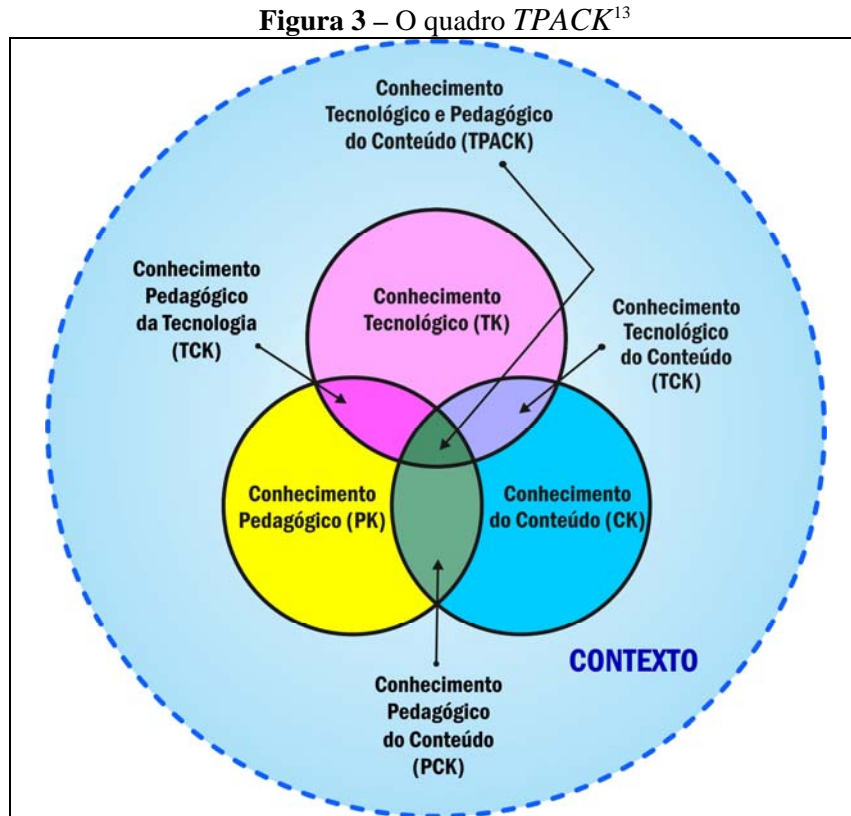 Figura 3 – O quadro TPACK13
Conhecimento
Tecnológico e Pedagógico
do Conteúdo (TPACK)
Conhecimento
Pedagógico
da Tecnologia
(TCK)
Conhecimento
Tecnológico (TK)
Conhecimento
Tecnológico
do Conteúdo
(TCK)
Conhecimento
Pedagógico (PK)
Conhecimento
do Conteúdo (CK)
CONTEXTO
Conhecimento
Pedagógico
do Conteúdo
(PCK)